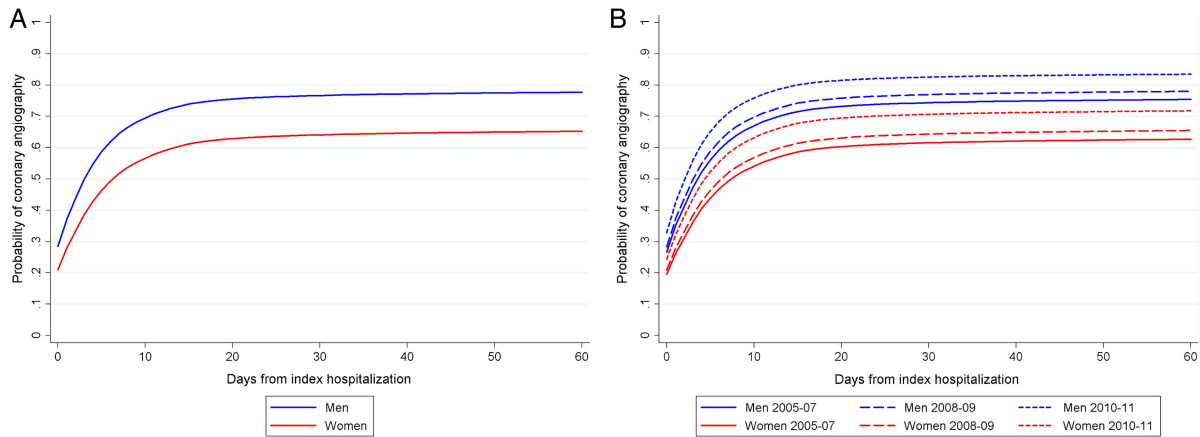 A
Probability of coronary angiography
0 .1 .2 .3 .4 .5 .6 .7 .8 .9 1
0 10 20 30 40 50 60
Days from index hospitalization
Men
Women
B
Probability of coronary angiography
0 .1 .2 .3 .4 .5 .6 .7 .8 .9 1
0 10 20 30 40 50 60
Days from index hospitalization
Men 2005-07 Men 2008-09 Men 2010-11
Women 2005-07 Women 2008-09 Women 2010-11